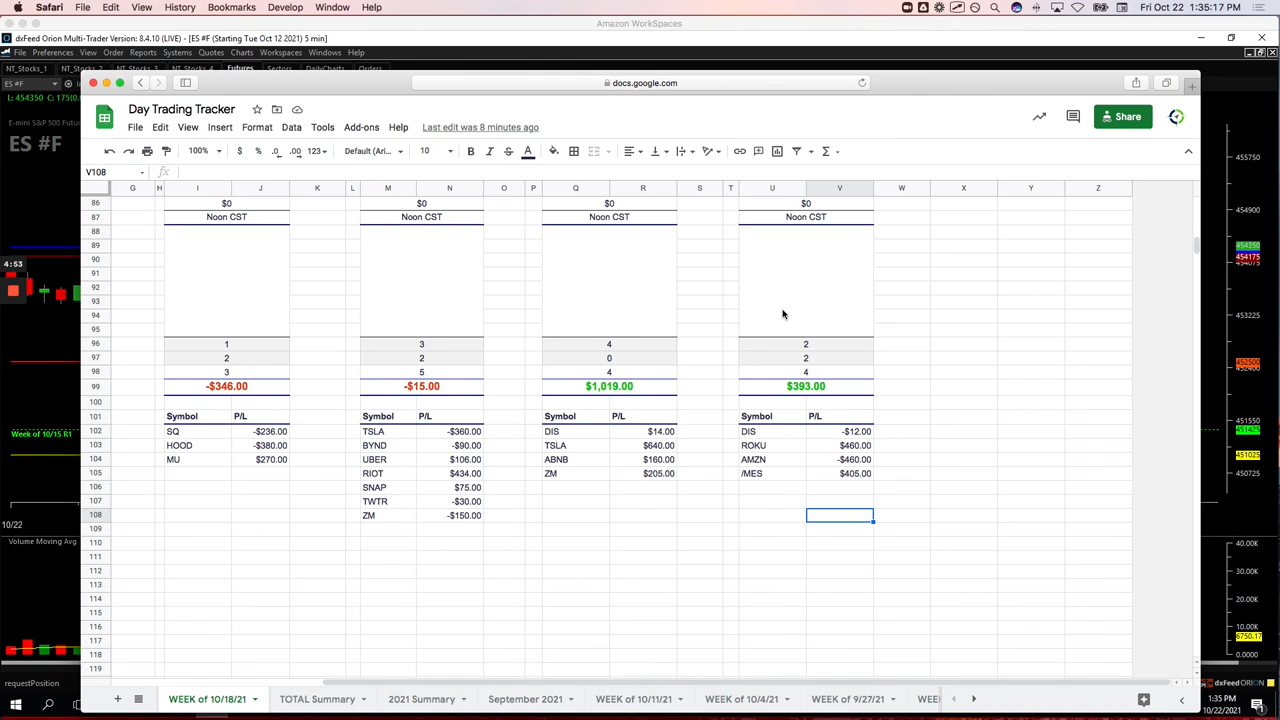 Safari File Edit View History Bookmarks Develop Window Help Fri Oct 22 1:35:17 PM
Amazon WorkSpaces
dxFeed Orion Multi-Trader Version: 8.4.10 (LIVE) - [ES #F (Starting Tue Oct 12 2021) 5 min]
File Preferences View Order Reports Systems Quotes Charts Workspaces Windows Help
NT_Stocks_1 NT_Stocks_2 NT_Stocks_3 NT_Stocks_4 Futures Sectors DailyCharts Orders
ES #F
docs.google.com
L: 454350 C: 175(0.
E-mini S&P 500 Futu
ES #F
Day Trading Tracker
File Edit View Insert Format Data Tools Add-ons Help Last edit was 8 minutes ago
Share
100% $ % .0 .00 123 Default (Ari... 10 B I S A
V108 fx
G H I J K L M N O P Q R S T U V W X Y Z
86 $0 $0 $0 $0
87 Noon CST Noon CST Noon CST Noon CST
88
89
90
91
92
93
94
95
96 1 3 4 2
97 2 2 0 2
98 3 5 4 4
99 -$346.00 -$15.00 $1,019.00 $393.00
100
101 Symbol P/L Symbol P/L Symbol P/L Symbol P/L
102 SQ -$236.00 TSLA -$360.00 DIS $14.00 DIS -$12.00
103 HOOD -$380.00 BYND -$90.00 TSLA $640.00 ROKU $460.00
104 MU $270.00 UBER $106.00 ABNB $160.00 AMZN -$460.00
105 RIOT $434.00 ZM $205.00 /MES $405.00
106 SNAP $75.00
107 TWTR -$30.00
108 ZM -$150.00
109
110
111
112
113
114
115
116
117
118
119
4:53
Week of 10/15 R1
10/22
Volume Moving Avg
requestPosition
455750
454900
454350
454175
454075
453225
452500
452400
451550
451425
451025
450725
40.00K
30.00K
20.00K
10.00K
6750.17
0.0000
WEEK of 10/18/21 TOTAL Summary 2021 Summary September 2021 WEEK of 10/11/21 WEEK of 10/4/21 WEEK of 9/27/21 WEE
dxFeed ORION
1:35 PM
10/22/2021